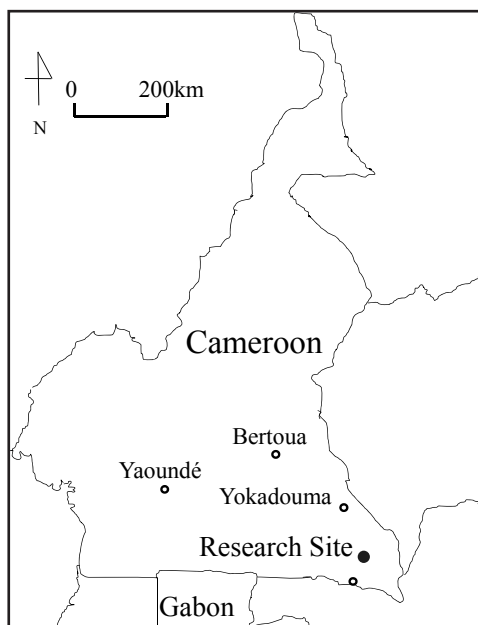 0 200km
N
Cameroon
Bertoua
Yaoundé
Yokadouma
Research Site
Gabon